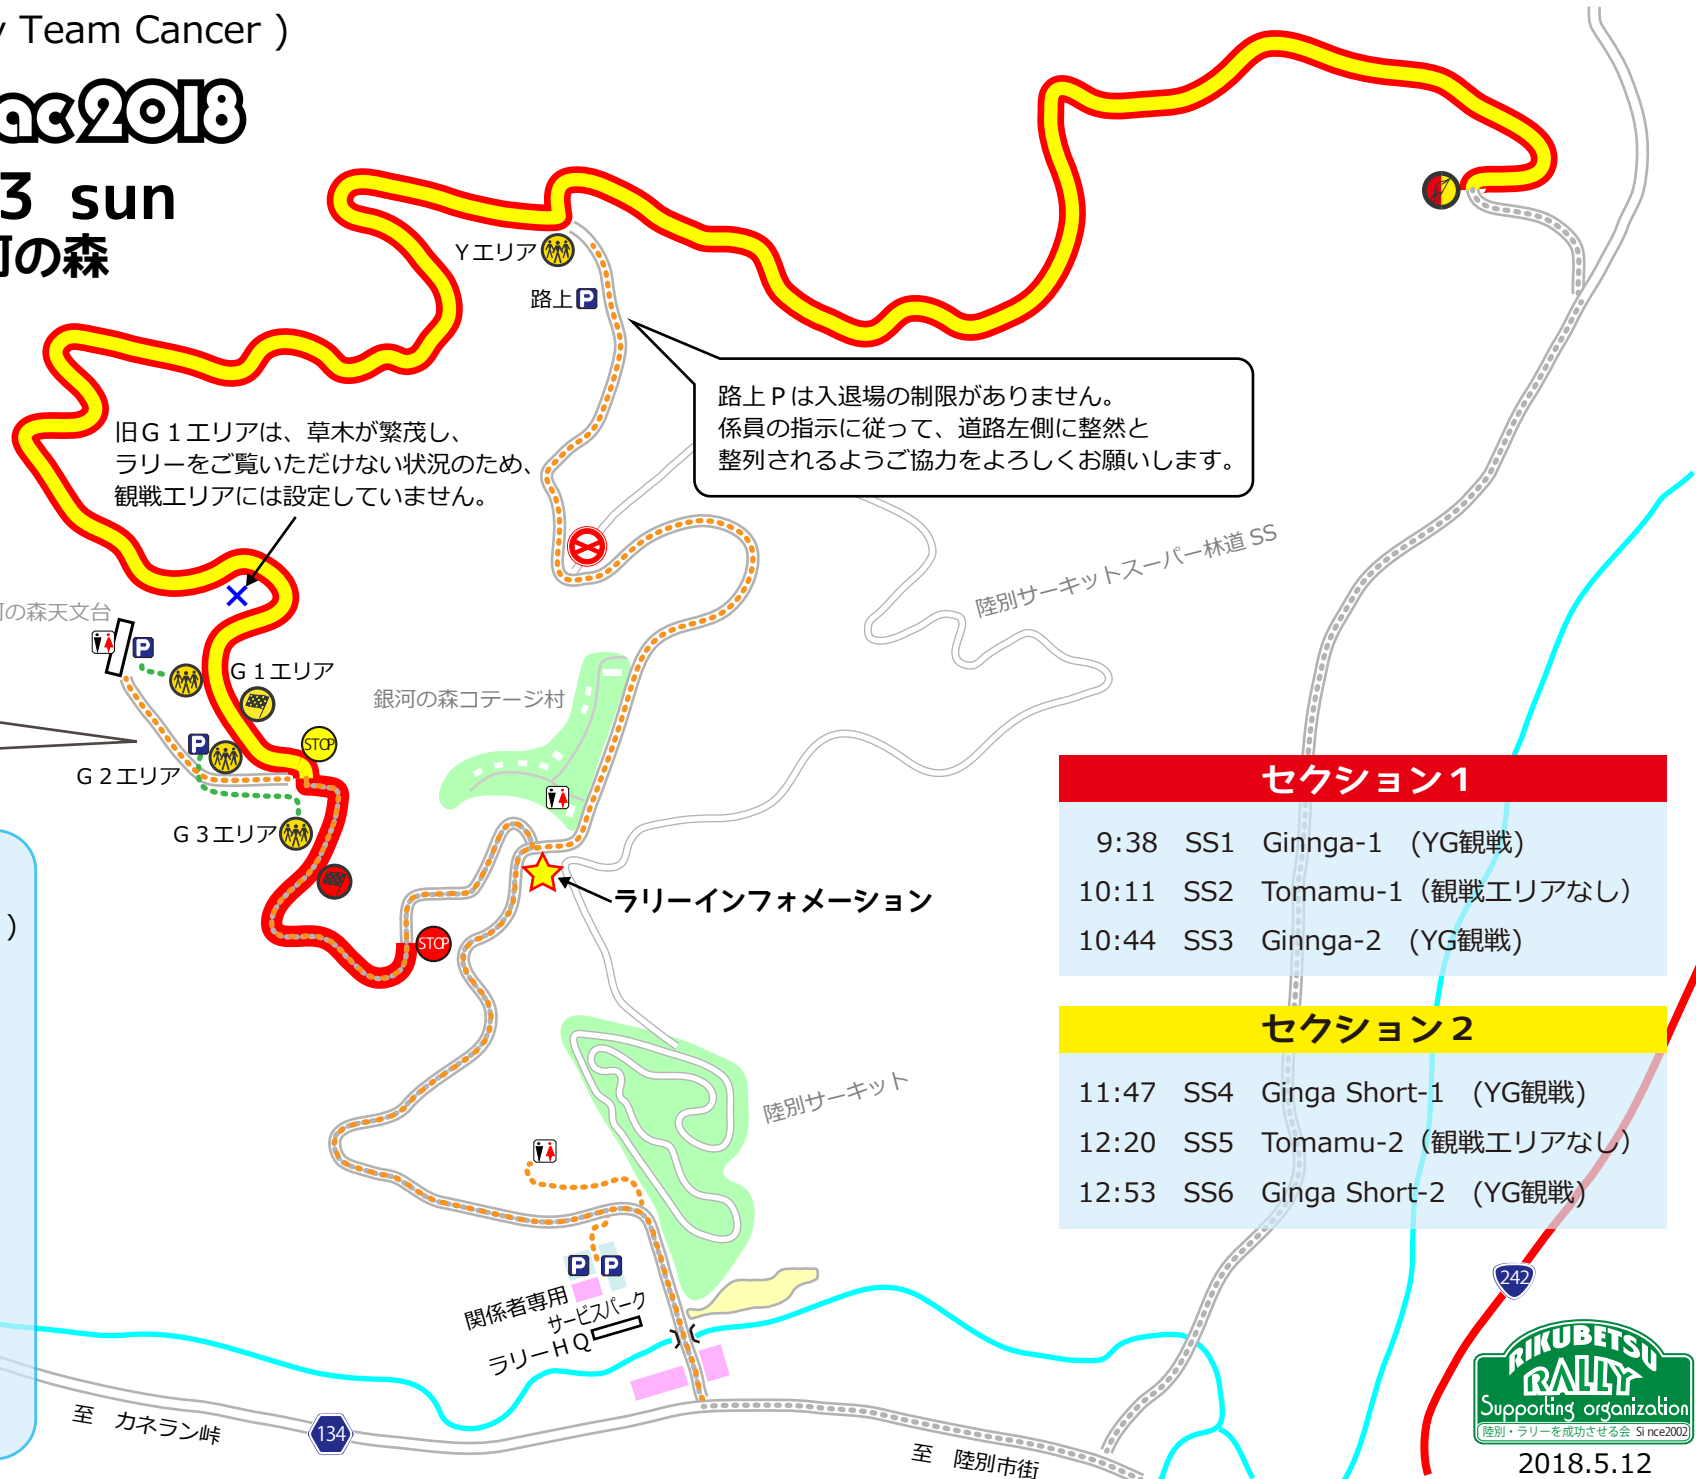 y Team Cancer )
ac2018
3 sun
河の森
Yエリア
路上 P
路上Pは入退場の制限がありません。
係員の指示に従って、道路左側に整然と
整列されるようご協力をよろしくお願いします。
旧G1エリアは、草木が繁茂し、
ラリーをご覧いただけない状況のため、
観戦エリアには設定していません。
陸別サーキットスーパー林道 SS
河の森天文台
P
G1エリア
銀河の森コテージ村
STOP
P
G2エリア
G3エリア
ラリーインフォメーション
STOP
)
セクション1
9:38 SS1 Ginnga-1 (YG観戦)
10:11 SS2 Tomamu-1（観戦エリアなし）
10:44 SS3 Ginnga-2 (YG観戦)
セクション2
11:47 SS4 Ginga Short-1 (YG観戦)
12:20 SS5 Tomamu-2（観戦エリアなし）
12:53 SS6 Ginga Short-2 (YG観戦)
陸別サーキット
P P
関係者専用
サービスパーク
ラリーHQ
242
至 カネラン峠
134
至 陸別市街
RIKUBETSU
RALLY
Supporting organization
陸別・ラリーを成功させる会 Since2002
2018.5.12